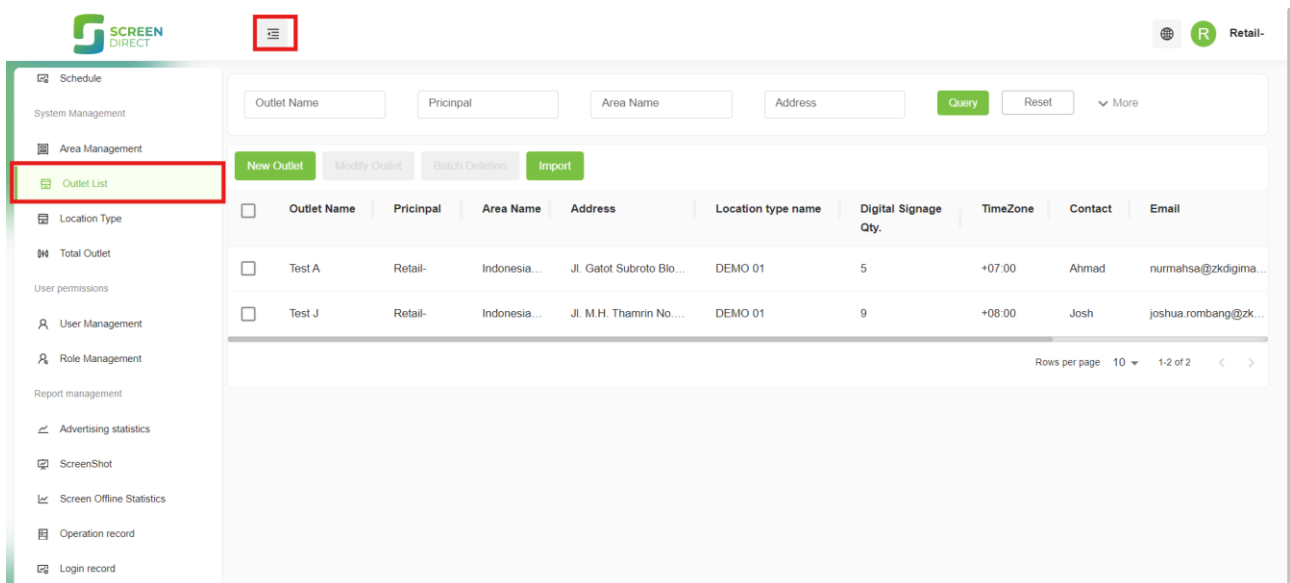 SCREEN
DIRECT
R Retail-
Schedule
System Management
Area Management
Outlet List
Location Type
Total Outlet
User permissions
User Management
Role Management
Report management
Advertising statistics
ScreenShot
Screen Offline Statistics
Operation record
Login record
Outlet Name Pricinpal Area Name Address Query Reset More
New Outlet Modify Outlet Batch Deletion Import
Outlet Name Pricinpal Area Name Address Location type name Digital Signage Qty. TimeZone Contact Email
Test A Retail- Indonesia... Jl. Gatot Subroto Blo... DEMO 01 5 +07:00 Ahmad nurmahsa@zkdigima...
Test J Retail- Indonesia... Jl. M.H. Thamrin No.... DEMO 01 9 +08:00 Josh joshua.rombang@zk...
Rows per page 10 1-2 of 2